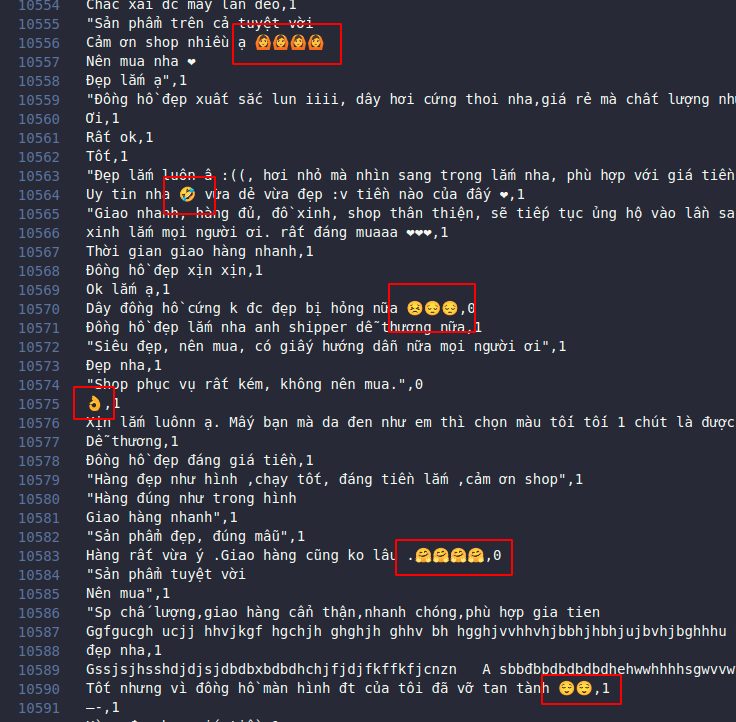 10554 Chắc xài đc mấy lần đeo,1
10555 "Sản phẩm trên cả tuyệt vời
10556 Cảm ơn shop nhiều ạ 🙆🙆🙆🙆
10557 Nên mua nha ❤
10558 Đẹp lắm ạ",1
10559 "Đồng hồ đẹp xuất sắc lun iiii, dây hơi cứng thoi nha,giá rẻ mà chất lượng
10560 Ơi,1
10561 Rất ok,1
10562 Tốt,1
10563 "Đẹp lắm luôn â :((, hơi nhỏ mà nhìn sang trọng lắm nha, phù hợp với giá tiền
10564 Uy tin nha 🤣 vừa dẻ vừa đẹp :v tiền nào của đấy ❤,1
10565 "Giao nhanh, hàng đủ, đồ xinh, shop thân thiện, sẽ tiếp tục ủng hộ vào lần
10566 xinh lắm mọi người ơi. rất đáng muaaa ❤❤❤,1
10567 Thời gian giao hàng nhanh,1
10568 Đồng hồ đẹp xịn xịn,1
10569 Ok lắm ạ,1
10570 Dây đồng hồ cứng k đc đẹp bị hỏng nữa 😣😔😔,0
10571 Đồng hồ đẹp lắm nha anh shipper dễ thương nữa,1
10572 "Siêu đẹp, nên mua, có giấy hướng dẫn nữa mọi người ơi",1
10573 Đẹp nha,1
10574 "Shop phục vụ rất kém, không nên mua.",0
10575 👌,1
10576 Xịn lắm luônn ạ. Mấy bạn mà da đen như em thì chọn màu tối tối 1 chút là được
10577 Dễ thương,1
10578 Đồng hồ đẹp đáng giá tiền,1
10579 "Hàng đẹp như hình ,chạy tốt, đáng tiền lắm ,cảm ơn shop",1
10580 "Hàng đúng như trong hình
10581 Giao hàng nhanh",1
10582 "Sản phẩm đẹp, đúng mẫu",1
10583 Hàng rất vừa ý .Giao hàng cũng ko lâu .🤗🤗🤗🤗,0
10584 "Sản phẩm tuyệt vời
10585 Nên mua",1
10586 "Sp chấ lượng,giao hàng cẩn thận,nhanh chóng,phù hợp gia tien
10587 Ggfgucgh ucjj hhvjkgf hgchjh ghghjh ghhv bh hgghjvvhhvhjbbhjhbhjujbvhjbghhhu
10588 đẹp nha,1
10589 Gssjsjhsshdjdjsjdbdbxbdbdhchjfjdjfkffkfjcnzn A sbbđbbdbdbdbdhehwwhhhhsgwvvw
10590 Tốt nhưng vì đồng hồ màn hình đt của tôi đã vỡ tan tành 😌😌,1
10591 —-,1